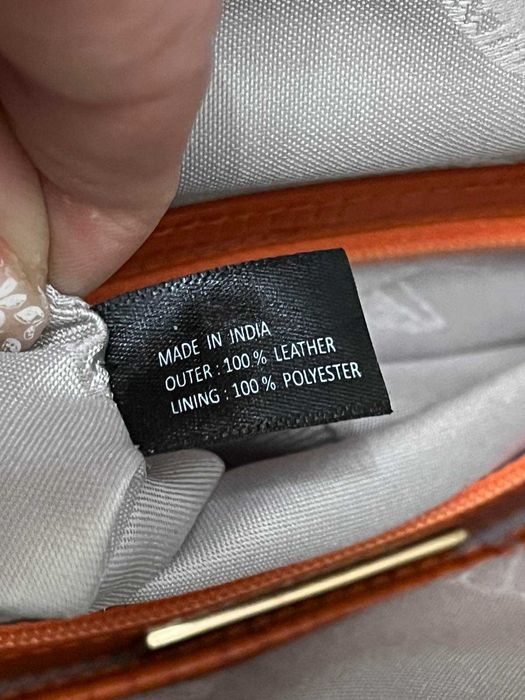 MADE IN INDIA
OUTER : 100 % LEATHER
LINING : 100 % POLYESTER